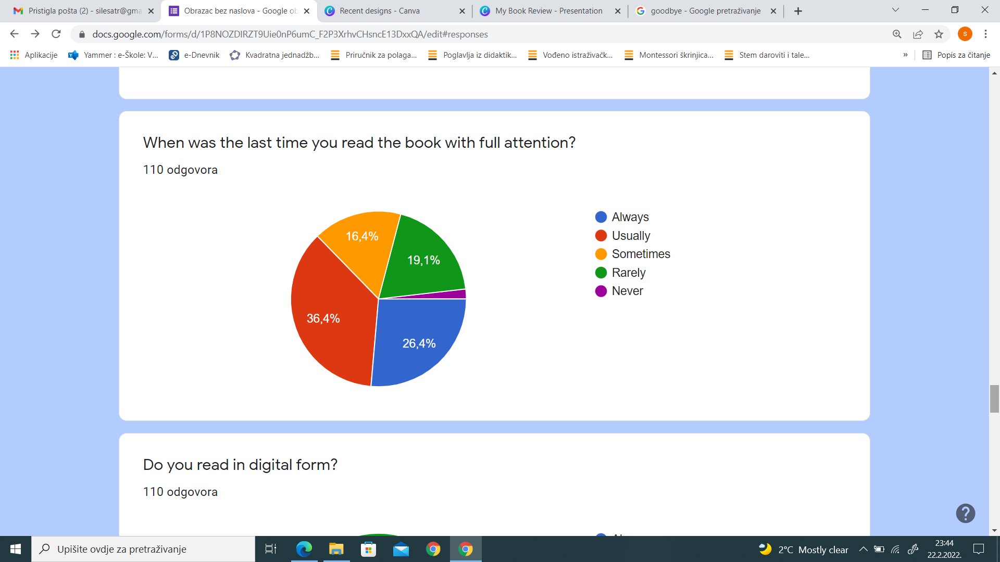 Pristigla pošta (2) - silesatr@gma
Obrazac bez naslova - Google ob
Recent designs - Canva
My Book Review - Presentation
goodbye - Google pretraživanje
docs.google.com/forms/d/1P8NOZDIRZT9Uie0nP6umC_F2P3XrhvCHsncE13DxxQA/edit#responses
S
Aplikacije
Yammer : e-Škole: V...
e-Dnevnik
Kvadratna jednadžb...
Priručnik za polaga...
Poglavlja iz didaktik...
Vođeno istraživačk...
Montessori škrinjica...
Stem daroviti i tale...
»
Popis za čitanje
When was the last time you read the book with full attention?
110 odgovora
16,4%
19,1%
36,4%
26,4%
Always
Usually
Sometimes
Rarely
Never
Do you read in digital form?
110 odgovora
Upišite ovdje za pretraživanje
2°C Mostly clear
23:44
22.2.2022.